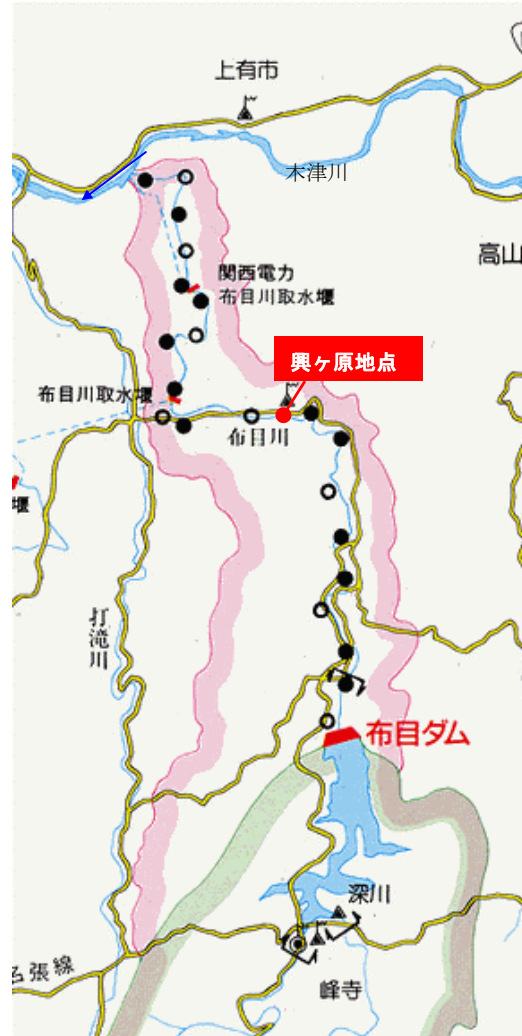 上有市
木津川
高山
関西電力
布目川取水堰
興ヶ原地点
布目川取水堰
布目川
堰
打滝川
布目ダム
深川
名張線
峰寺